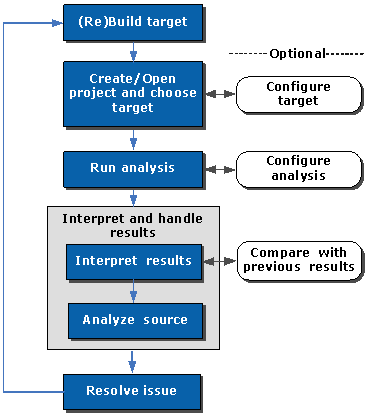 (Re)Build target
Optional
Create/Open
project and choose
target
Configure
target
Run analysis
Configure
analysis
Interpret and handle
results
Interpret results
Compare with
previous results
Analyze source
Resolve issue